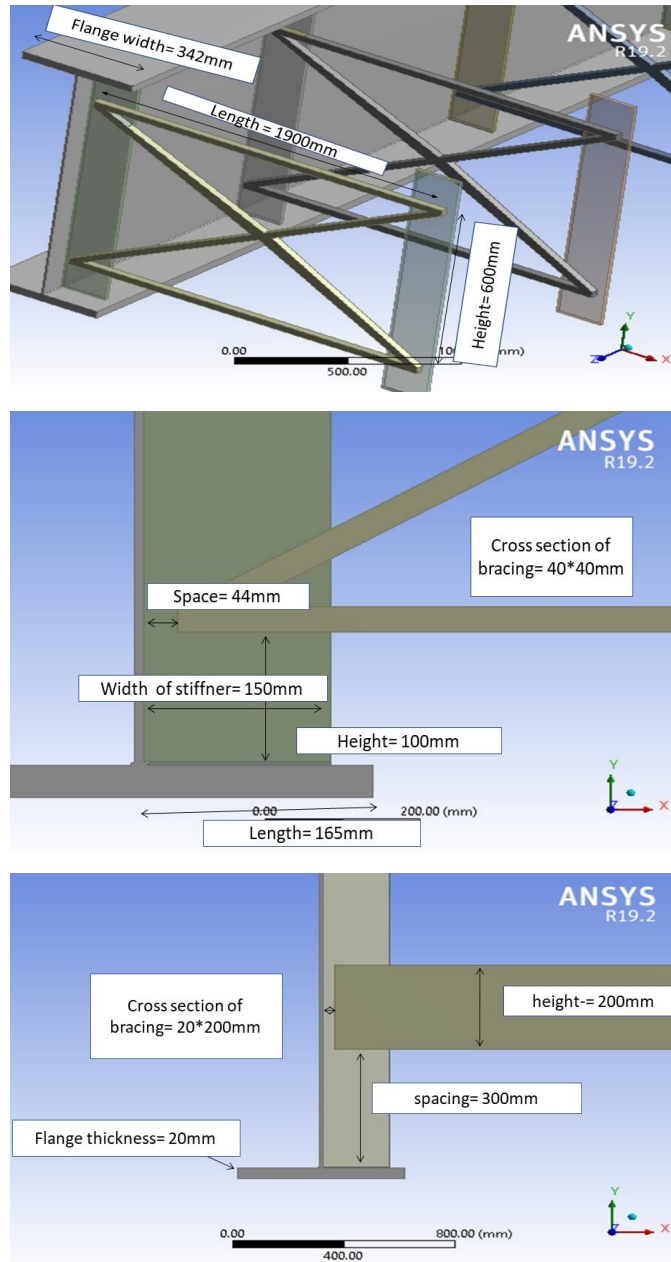 Flange width= 342mm
ANSYS
R19.2
Length = 1900mm
Height= 600mm
0.00
500.00
Y
Z
X
ANSYS
R19.2
Cross section of
bracing= 40*40mm
Space= 44mm
Width of stiffner= 150mm
Height= 100mm
0.00
200.00 (mm)
Length= 165mm
Y
Z
X
ANSYS
R19.2
Cross section of
bracing= 20*200mm
height-= 200mm
spacing= 300mm
Flange thickness= 20mm
0.00
800.00 (mm)
400.00
Y
Z
X